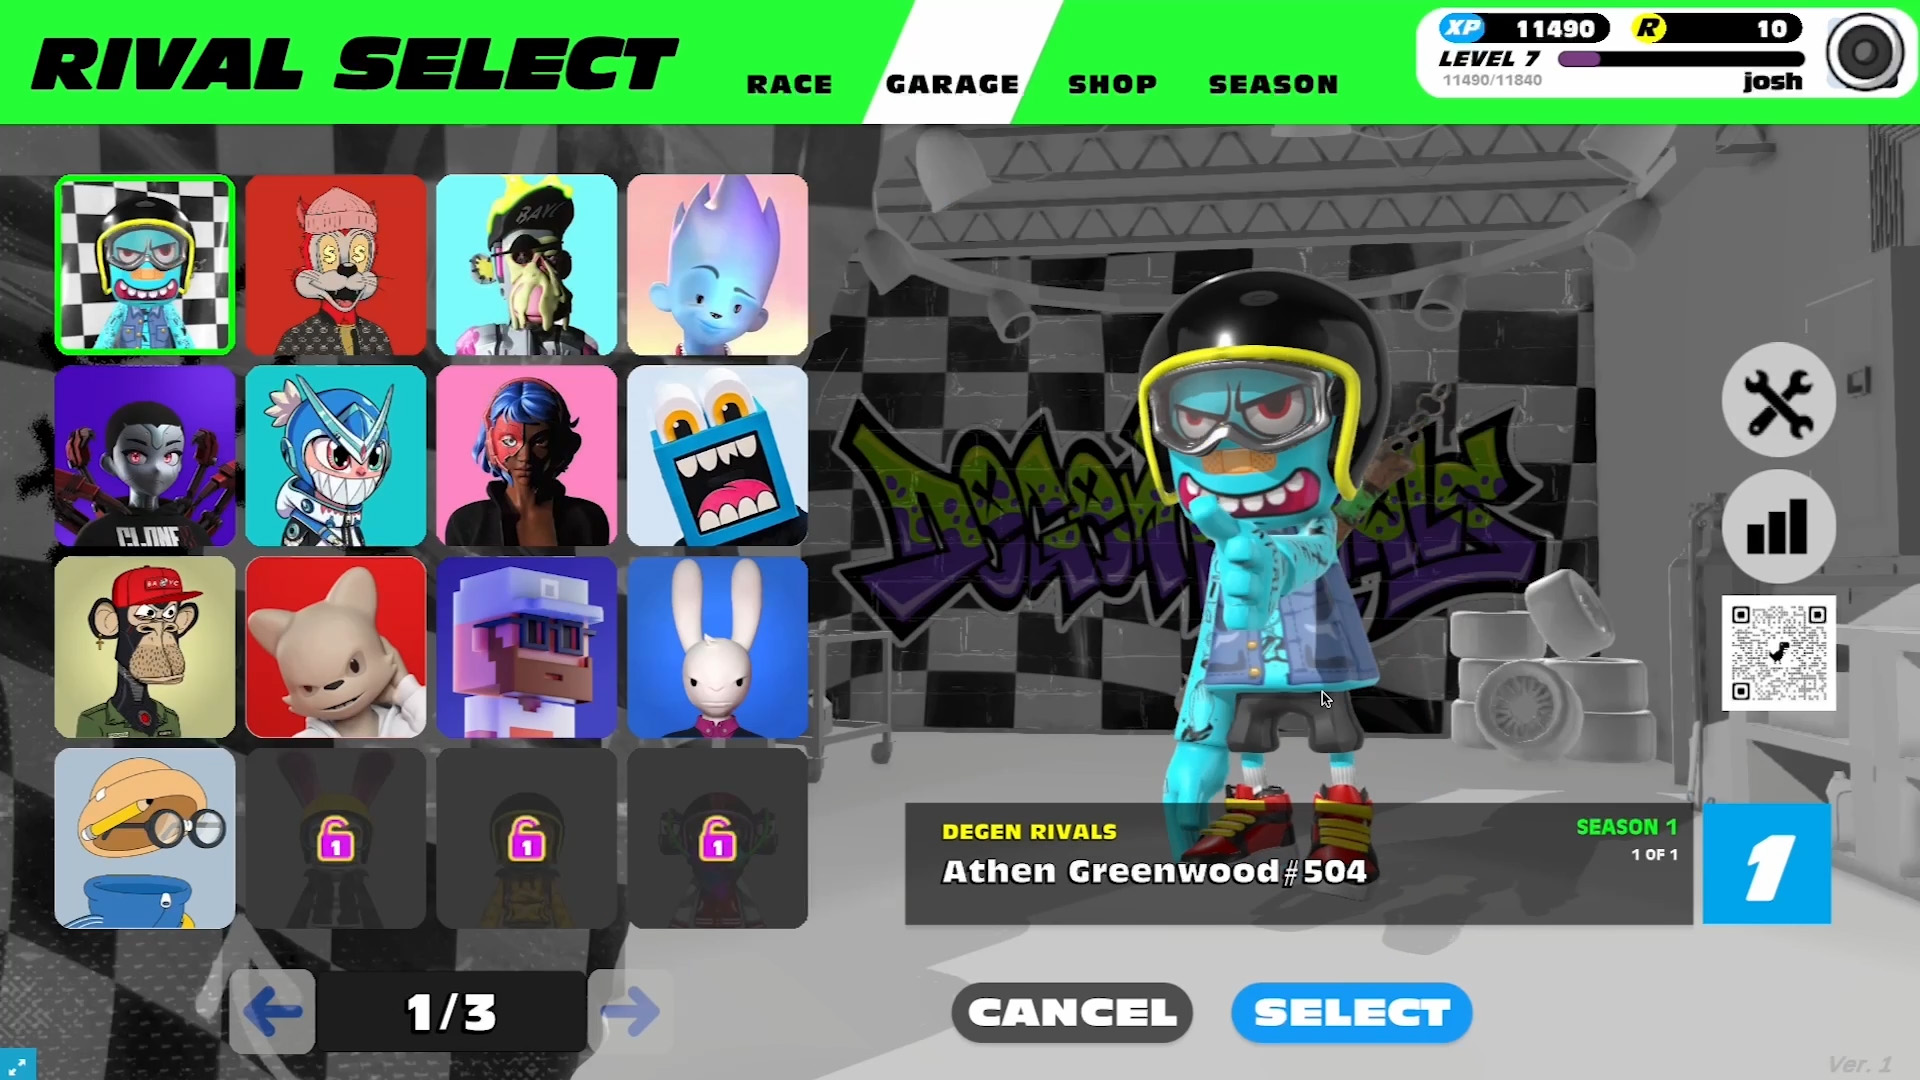 RIVAL SELECT
RACE
GARAGE
SHOP
SEASON
XP 11490
R 10
LEVEL 7
11490/11840
josh
BAYC
CLONE
BAYC
1
1
1
DEGEN RIVALS
Athen Greenwood#504
SEASON 1
1 OF 1
1
1/3
CANCEL
SELECT
Ver. 1